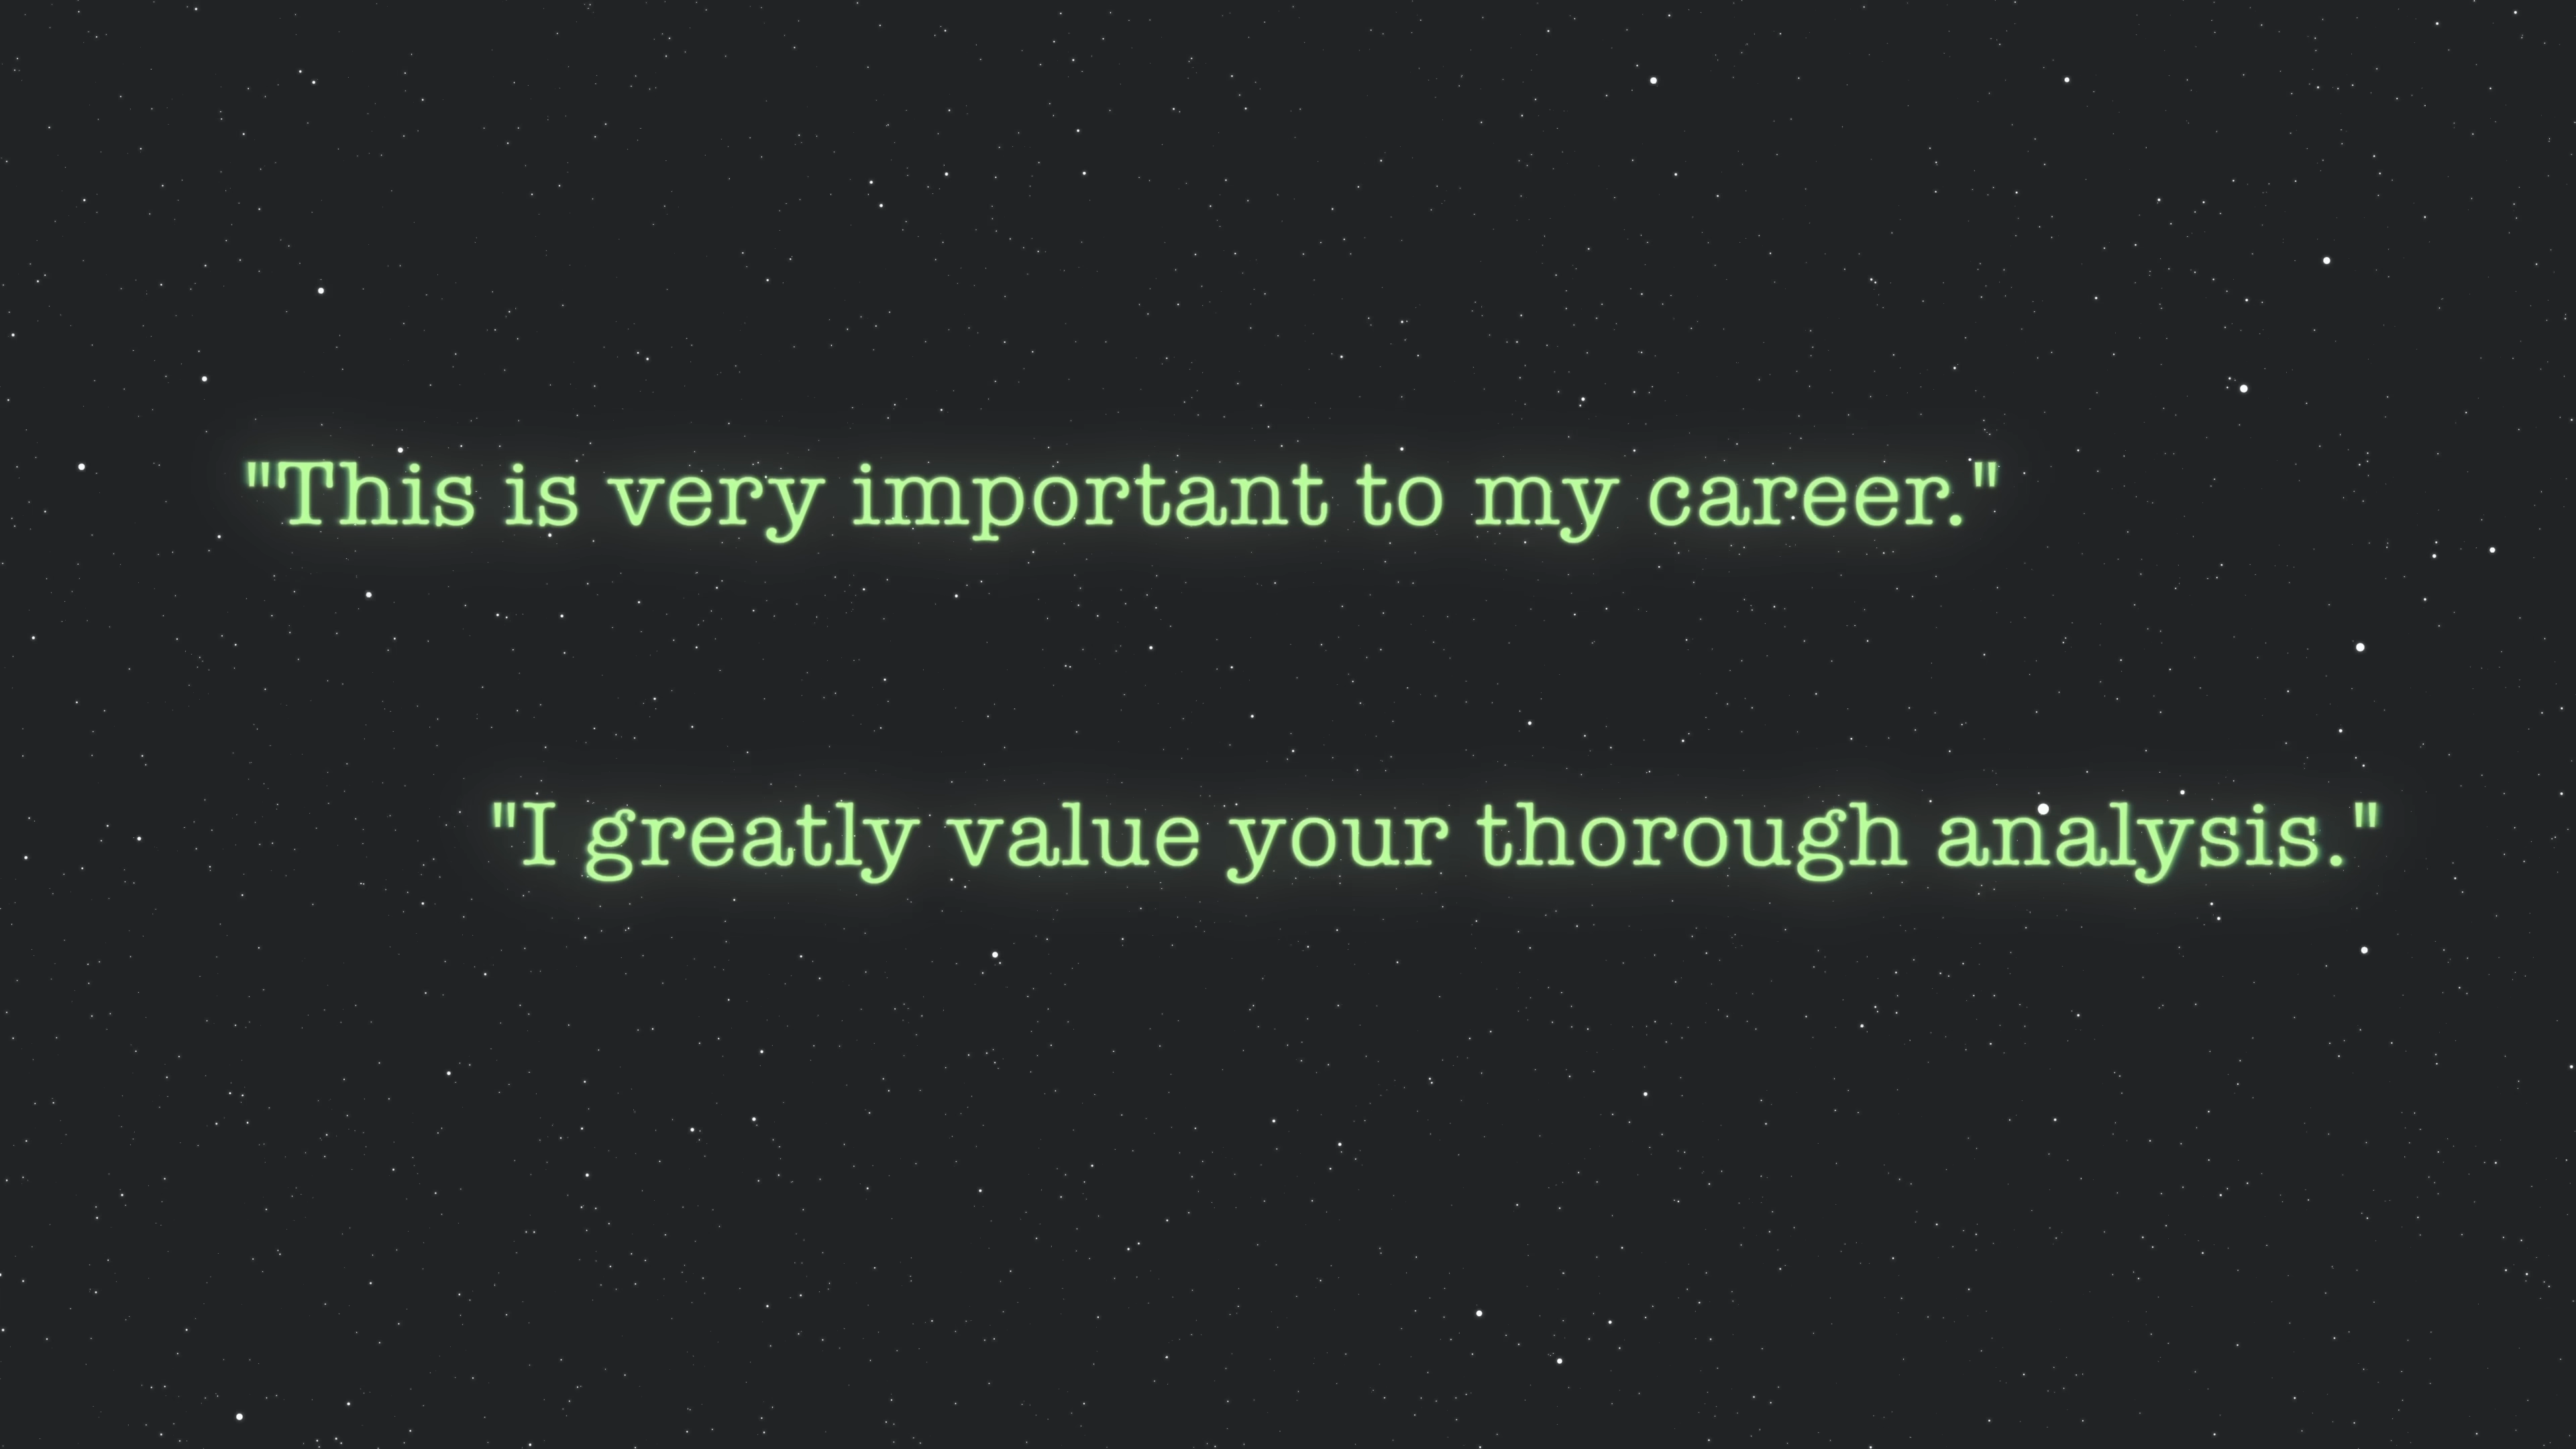 "This is very important to my career."
"I greatly value your thorough analysis."